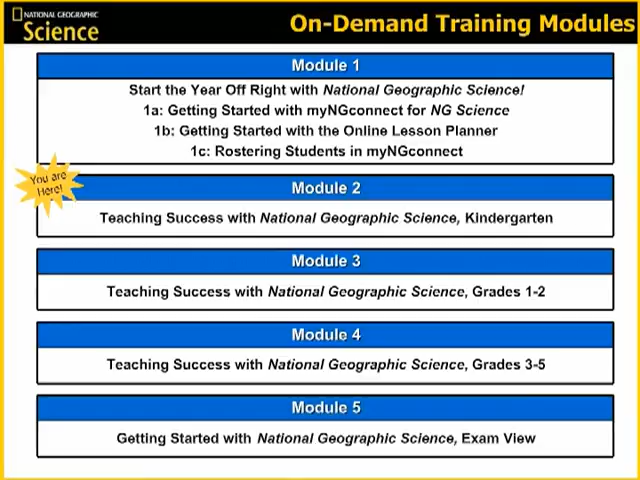 NATIONAL GEOGRAPHIC
Science
On-Demand Training Modules
Module 1
Start the Year Off Right with National Geographic Science!
1a: Getting Started with myNGconnect for NG Science
1b: Getting Started with the Online Lesson Planner
1c: Rostering Students in myNGconnect
You are
Here!
Module 2
Teaching Success with National Geographic Science, Kindergarten
Module 3
Teaching Success with National Geographic Science, Grades 1-2
Module 4
Teaching Success with National Geographic Science, Grades 3-5
Module 5
Getting Started with National Geographic Science, Exam View